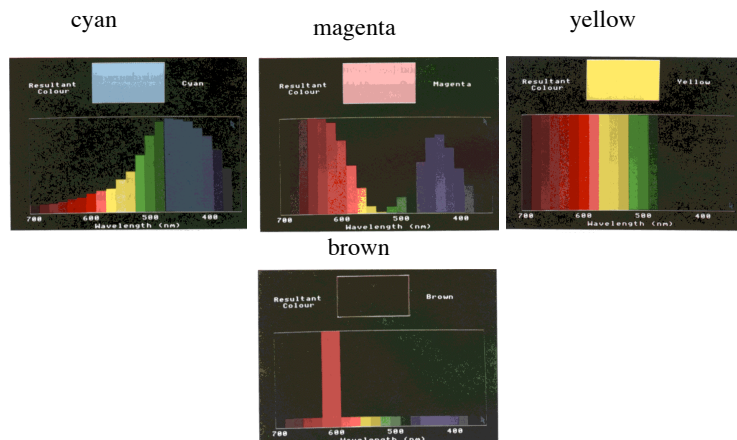 cyan
magenta
yellow
Resultant
Colour
Cyan
700 600 500 400
Wavelength (nm)
Resultant
Colour
Magenta
700 600 500 400
Wavelength (nm)
Resultant
Colour
Yellow
700 600 500 400
Wavelength (nm)
brown
Resultant
Colour
Brown
700 600 500 400
Wavelength (nm)